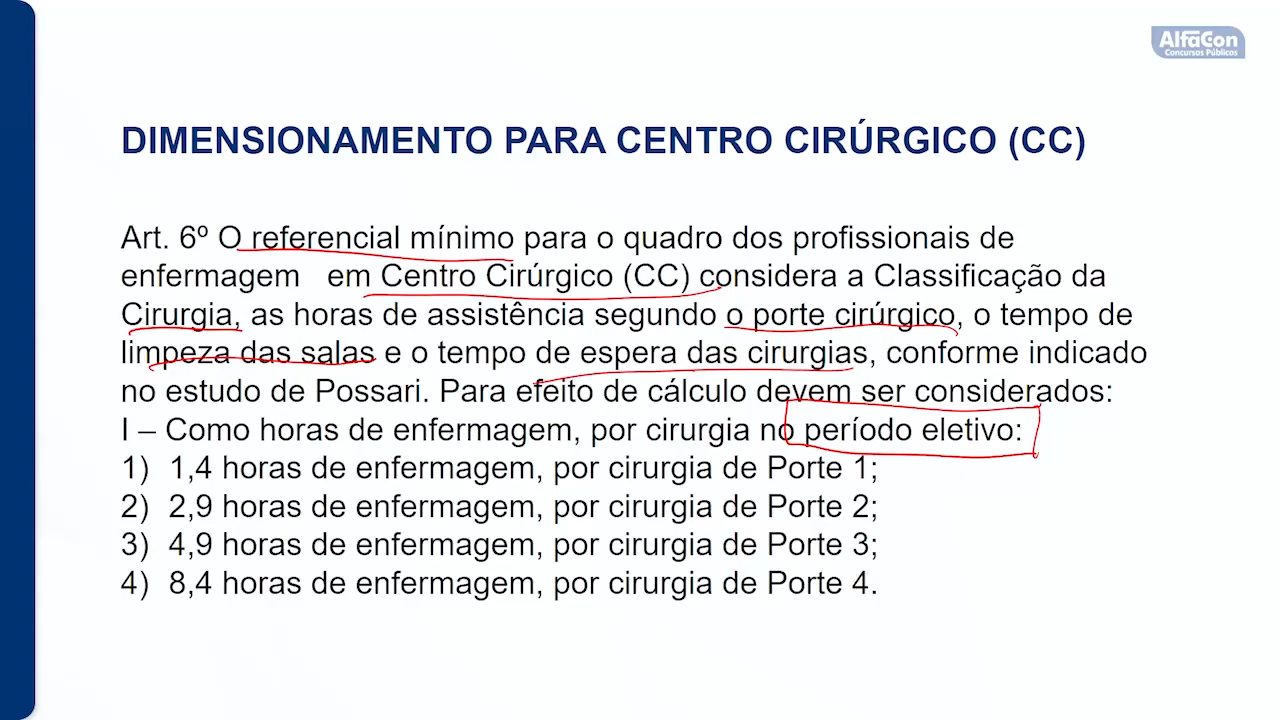 AlfaCon
Concursos Públicos
DIMENSIONAMENTO PARA CENTRO CIRÚRGICO (CC)
Art. 6º O referencial mínimo para o quadro dos profissionais de
enfermagem em Centro Cirúrgico (CC) considera a Classificação da
Cirurgia, as horas de assistência segundo o porte cirúrgico, o tempo de
limpeza das salas e o tempo de espera das cirurgias, conforme indicado
no estudo de Possari. Para efeito de cálculo devem ser considerados:
I – Como horas de enfermagem, por cirurgia no período eletivo:
1) 1,4 horas de enfermagem, por cirurgia de Porte 1;
2) 2,9 horas de enfermagem, por cirurgia de Porte 2;
3) 4,9 horas de enfermagem, por cirurgia de Porte 3;
4) 8,4 horas de enfermagem, por cirurgia de Porte 4.